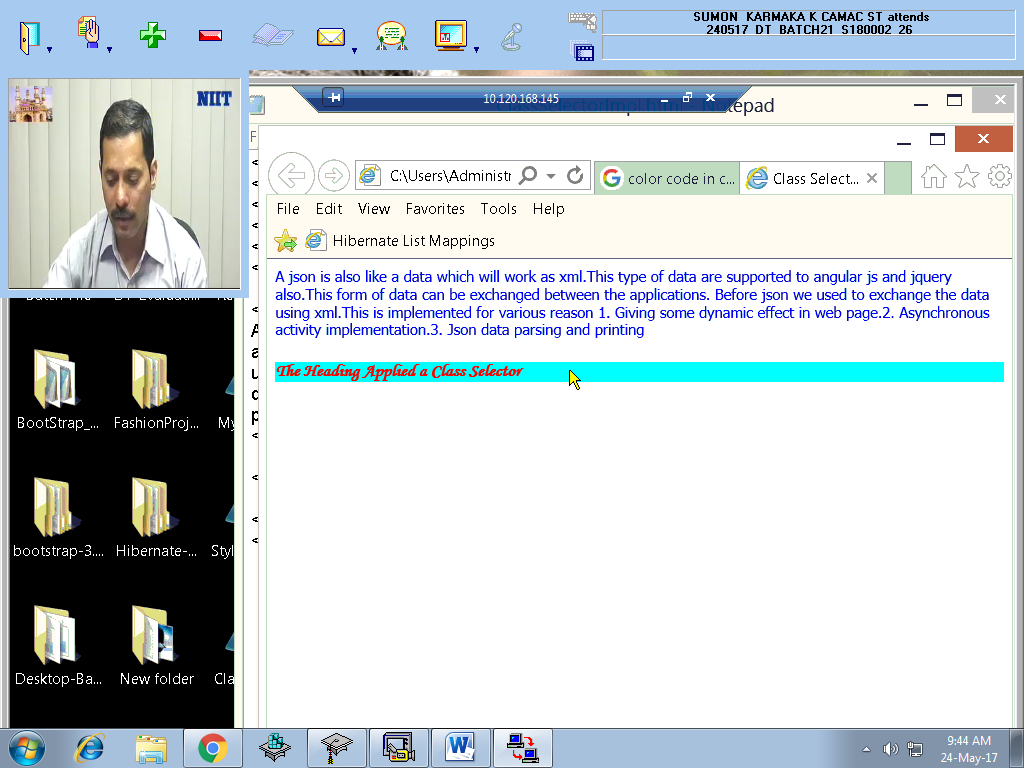 SUMON KARMAKA K CAMAC ST attends
240517_DT_BATCH21_S180002_26
NIIT
10.120.168.145
Notepad
C:\Users\Administr
color code in c...
Class Select...
File Edit View Favorites Tools Help
Hibernate List Mappings
A json is also like a data which will work as xml.This type of data are supported to angular js and jquery
also.This form of data can be exchanged between the applications. Before json we used to exchange the data
using xml.This is implemented for various reason 1. Giving some dynamic effect in web page.2. Asynchronous
activity implementation.3. Json data parsing and printing
The Heading Applied a Class Selector
BootStrap_... FashionProj... My
bootstrap-3.... Hibernate-... Styl
Desktop-Ba... New folder Cla
9:44 AM
24-May-17